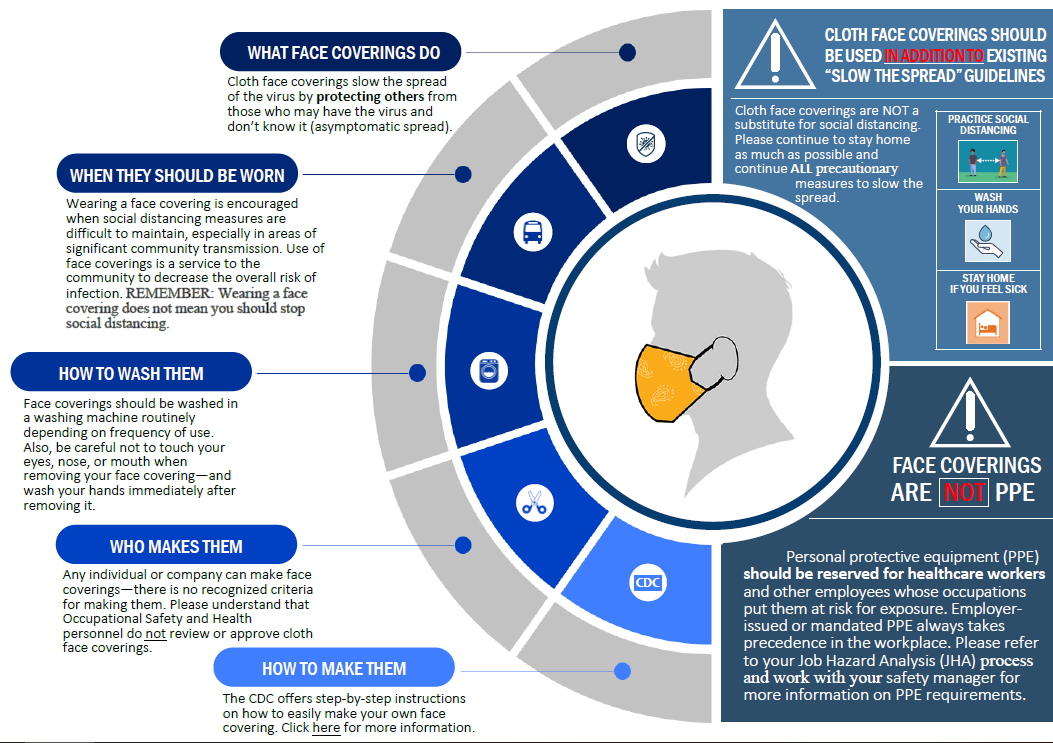 WHAT FACE COVERINGS DO
Cloth face coverings slow the spread
of the virus by protecting others from
those who may have the virus and
don't know it (asymptomatic spread).
WHEN THEY SHOULD BE WORN
Wearing a face covering is encouraged
when social distancing measures are
difficult to maintain, especially in areas of
significant community transmission. Use of
face coverings is a service to the
community to decrease the overall risk of
infection. REMEMBER: Wearing a face
covering does not mean you should stop
social distancing.
HOW TO WASH THEM
Face coverings should be washed in
a washing machine routinely
depending on frequency of use.
Also, be careful not to touch your
eyes, nose, or mouth when
removing your face covering—and
wash your hands immediately after
removing it.
WHO MAKES THEM
Any individual or company can make face
coverings—there is no recognized criteria
for making them. Please understand that
Occupational Safety and Health
personnel do not review or approve cloth
face coverings.
HOW TO MAKE THEM
The CDC offers step-by-step instructions
on how to easily make your own face
covering. Click here for more information.
CDC
CLOTH FACE COVERINGS SHOULD
BE USED IN ADDITION TO EXISTING
"SLOW THE SPREAD" GUIDELINES
Cloth face coverings are NOT a
substitute for social distancing.
Please continue to stay home
as much as possible and
continue ALL precautionary
measures to slow the
spread.
PRACTICE SOCIAL
DISTANCING
WASH
YOUR HANDS
STAY HOME
IF YOU FEEL SICK
FACE COVERINGS
ARE NOT PPE
Personal protective equipment (PPE)
should be reserved for healthcare workers
and other employees whose occupations
put them at risk for exposure. Employer-
issued or mandated PPE always takes
precedence in the workplace. Please refer
to your Job Hazard Analysis (JHA) process
and work with your safety manager for
more information on PPE requirements.